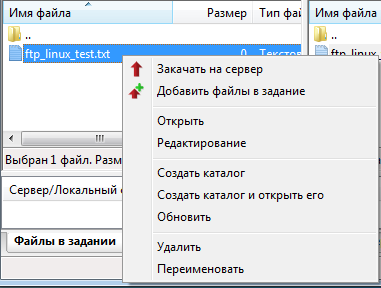 Имя файла Размер Тип фай Имя файла
.. ..
ftp_linux_test.txt 0 Текстов ftp_linu
Закачать на сервер
Добавить файлы в задание
Открыть
Редактирование
Выбран 1 файл. Разм
Создать каталог
Сервер/Локальный
Создать каталог и открыть его
Обновить
Файлы в задании
Удалить
Переименовать